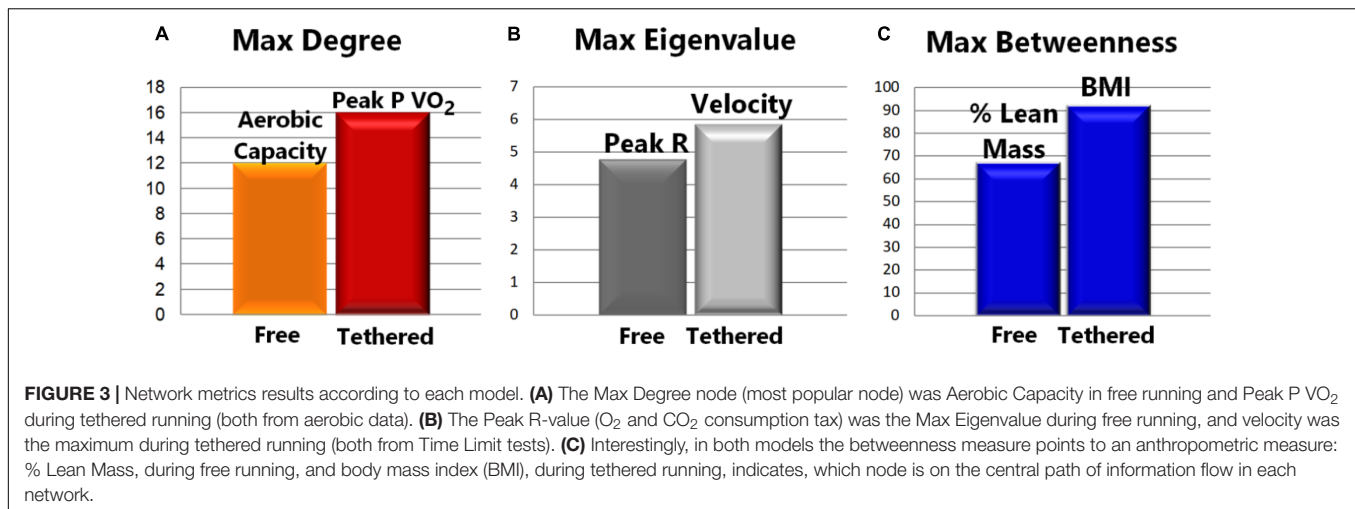 A
Max Degree
18
16
14
12
10
8
6
4
2
0
Aerobic
Capacity
Peak P VO₂
Free Tethered
B
Max Eigenvalue
7
6
5
4
3
2
1
0
Peak R
Velocity
Free Tethered
C
Max Betweenness
100
90
80
70
60
50
40
30
20
10
0
% Lean
Mass
BMI
Free Tethered
FIGURE 3 | Network metrics results according to each model. (A) The Max Degree node (most popular node) was Aerobic Capacity in free running and Peak P VO₂
during tethered running (both from aerobic data). (B) The Peak R-value (O₂ and CO₂ consumption tax) was the Max Eigenvalue during free running, and velocity was
the maximum during tethered running (both from Time Limit tests). (C) Interestingly, in both models the betweenness measure points to an anthropometric measure:
% Lean Mass, during free running, and body mass index (BMI), during tethered running, indicates, which node is on the central path of information flow in each
network.